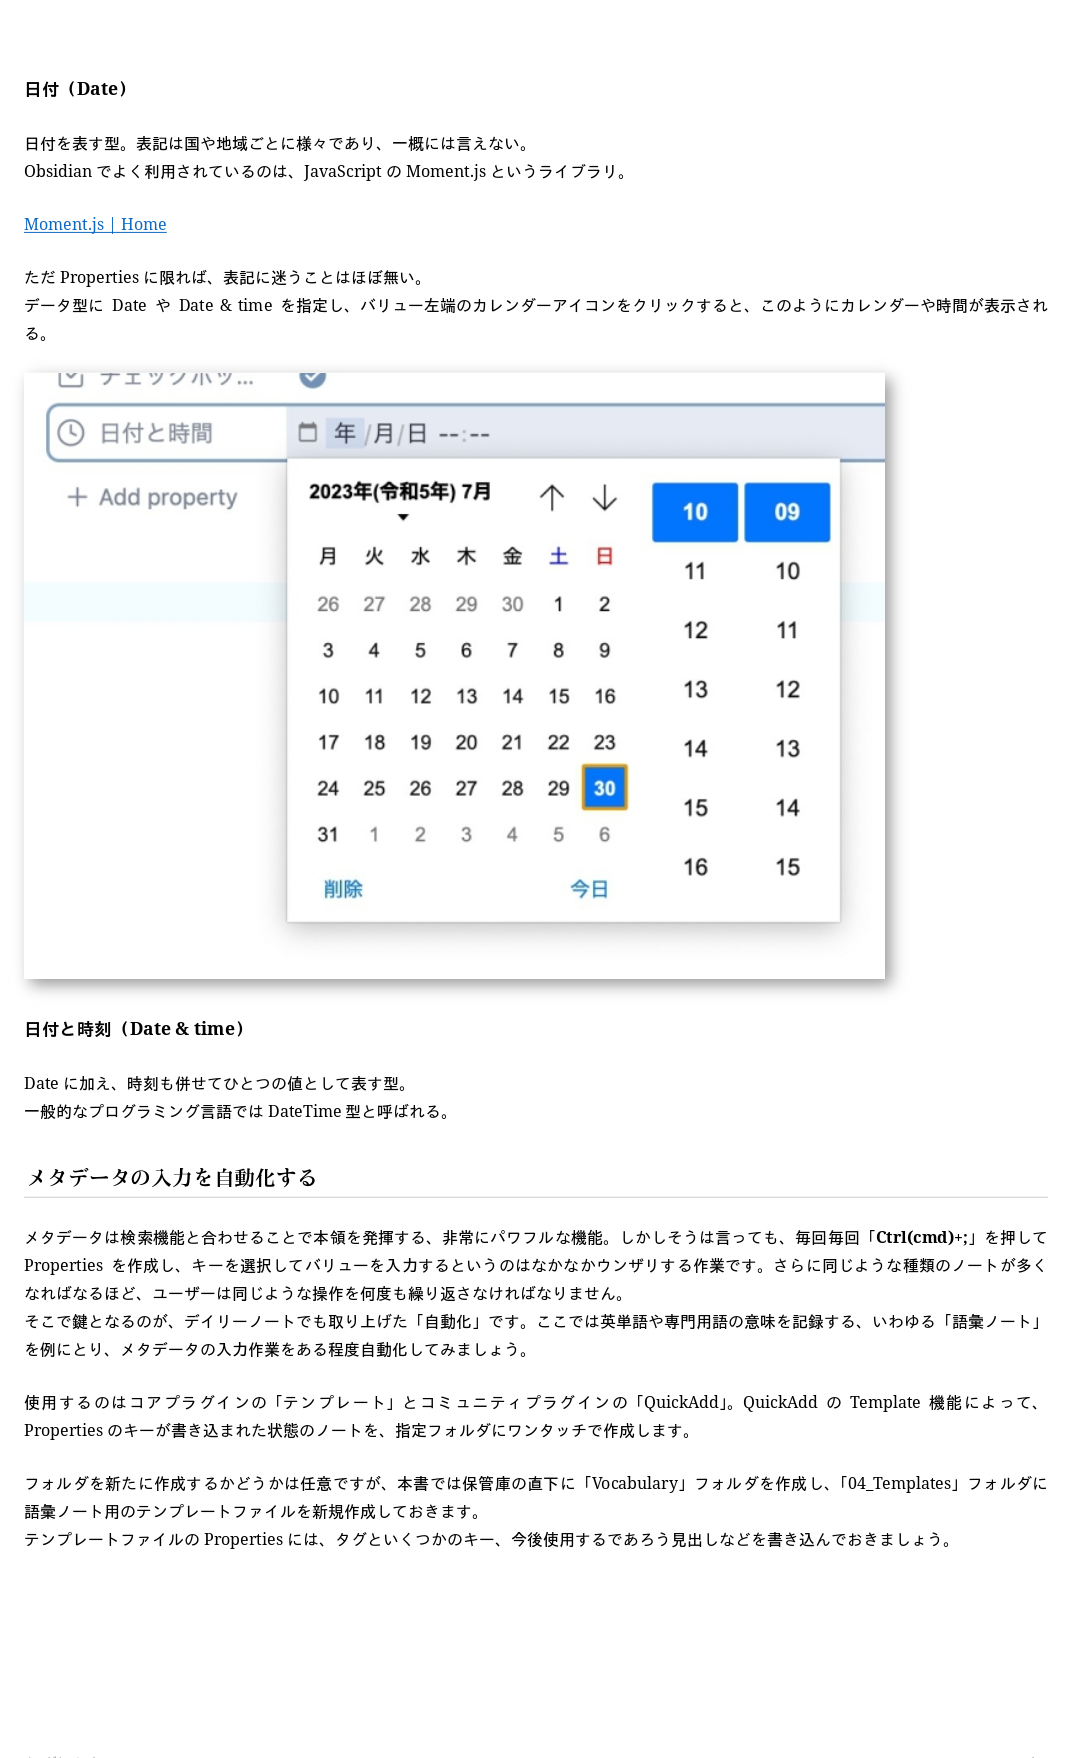 日付（Date）
日付を表す型。表記は国や地域ごとに様々であり、一概には言えない。
Obsidian でよく利用されているのは、JavaScript の Moment.js というライブラリ。
Moment.js | Home
ただ Properties に限れば、表記に迷うことはほぼ無い。
データ型に Date や Date & time を指定し、バリュー左端のカレンダーアイコンをクリックすると、このようにカレンダーや時間が表示され
る。
チェックボッ...
日付と時間 年/月/日 --:--
+ Add property
2023年(令和5年) 7月
月 火 水 木 金 土 日
26 27 28 29 30 1 2
3 4 5 6 7 8 9
10 11 12 13 14 15 16
17 18 19 20 21 22 23
24 25 26 27 28 29 30
31 1 2 3 4 5 6
削除 今日
10 09
11 10
12 11
13 12
14 13
15 14
16 15
日付と時刻（Date & time）
Date に加え、時刻も併せてひとつの値として表す型。
一般的なプログラミング言語では DateTime 型と呼ばれる。
メタデータの入力を自動化する
メタデータは検索機能と合わせることで本領を発揮する、非常にパワフルな機能。しかしそうは言っても、毎回毎回「Ctrl(cmd)+;」を押して
Properties を作成し、キーを選択してバリューを入力するというのはなかなかウンザリする作業です。さらに同じような種類のノートが多く
なればなるほど、ユーザーは同じような操作を何度も繰り返さなければなりません。
そこで鍵となるのが、デイリーノートでも取り上げた「自動化」です。ここでは英単語や専門用語の意味を記録する、いわゆる「語彙ノート」
を例にとり、メタデータの入力作業をある程度自動化してみましょう。
使用するのはコアプラグインの「テンプレート」とコミュニティプラグインの「QuickAdd」。QuickAdd の Template 機能によって、
Properties のキーが書き込まれた状態のノートを、指定フォルダにワンタッチで作成します。
フォルダを新たに作成するかどうかは任意ですが、本書では保管庫の直下に「Vocabulary」フォルダを作成し、「04_Templates」フォルダに
語彙ノート用のテンプレートファイルを新規作成しておきます。
テンプレートファイルの Properties には、タグといくつかのキー、今後使用するであろう見出しなどを書き込んでおきましょう。